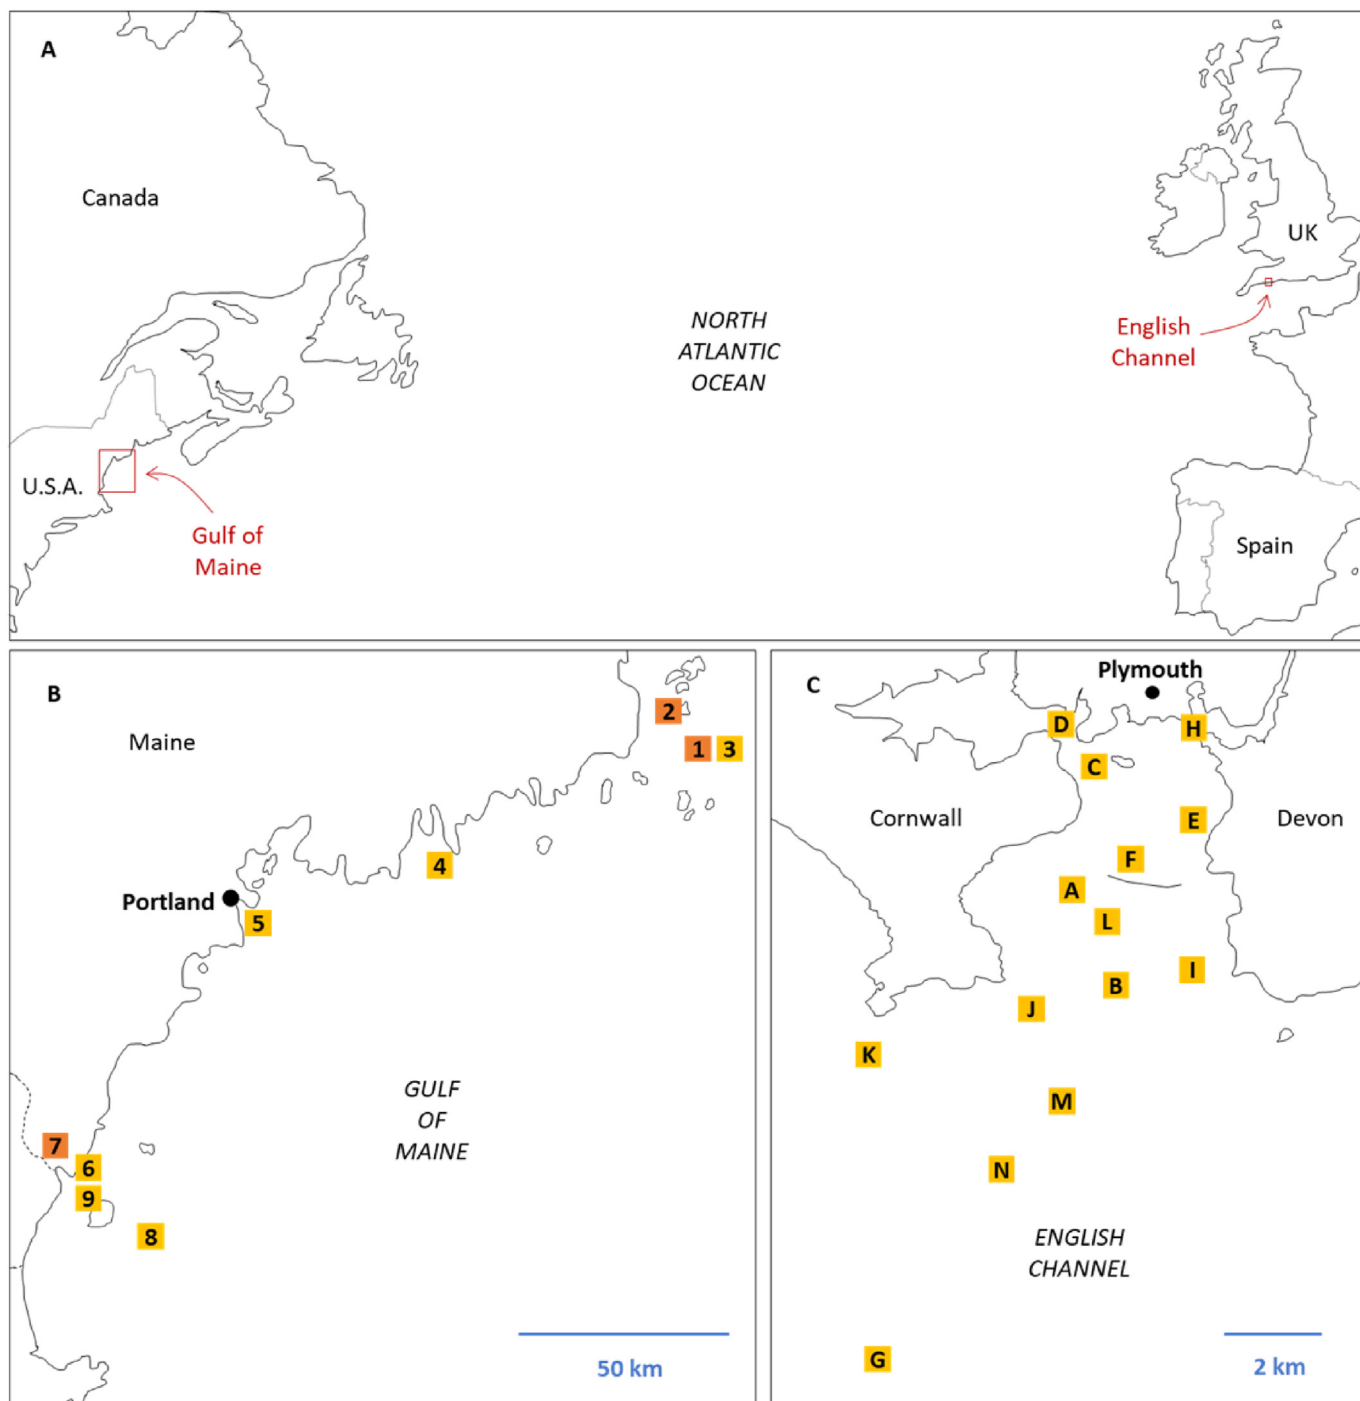 A
Canada
UK
NORTH
ATLANTIC
OCEAN
English
Channel
U.S.A.
Gulf of
Maine
Spain
B
2
Maine
1
3
4
Portland
5
GULF
OF
MAINE
7
6
9
8
50 km
C
Plymouth
D
H
C
Cornwall
E
Devon
F
A
L
I
B
J
K
M
N
ENGLISH
CHANNEL
G
2 km